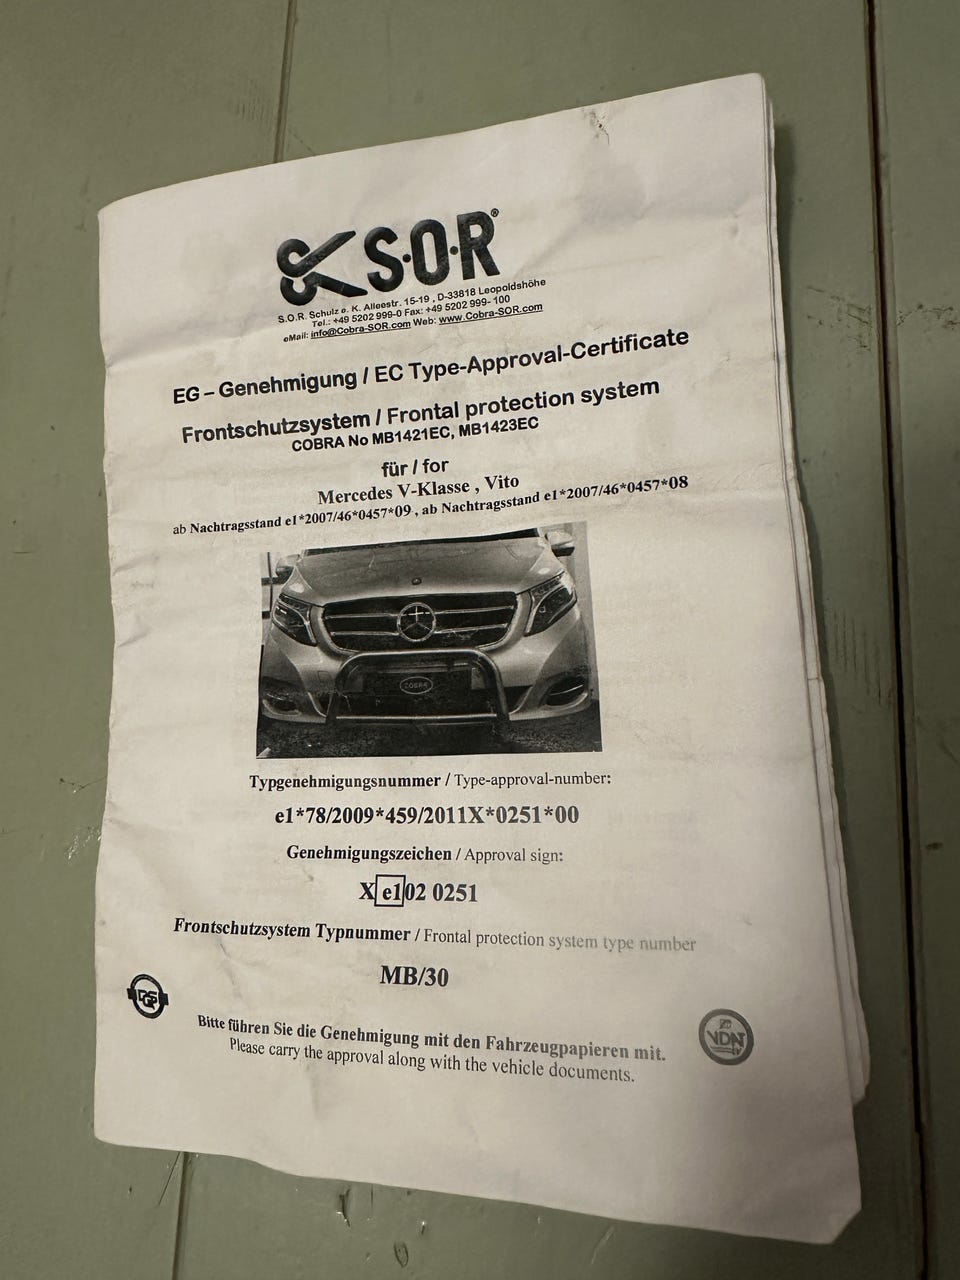 S.O.R®
S.O.R. Schulz e. K. Alleestr. 15-19 , D-33818 Leopoldshöhe
Tel.: +49 5202 999-0 Fax: +49 5202 999- 100
eMail: info@Cobra-SOR.com Web: www.Cobra-SOR.com
EG – Genehmigung / EC Type-Approval-Certificate
Frontschutzsystem / Frontal protection system
COBRA No MB1421EC, MB1423EC
für / for
Mercedes V-Klasse , Vito
ab Nachtragsstand e1*2007/46*0457*09 , ab Nachtragsstand e1*2007/46*0457*08
COBRA
Typgenehmigungsnummer / Type-approval-number:
e1*78/2009*459/2011X*0251*00
Genehmigungszeichen / Approval sign:
X e1 02 0251
Frontschutzsystem Typnummer / Frontal protection system type number
MB/30
Bitte führen Sie die Genehmigung mit den Fahrzeugpapieren mit.
Please carry the approval along with the vehicle documents.
VDAT